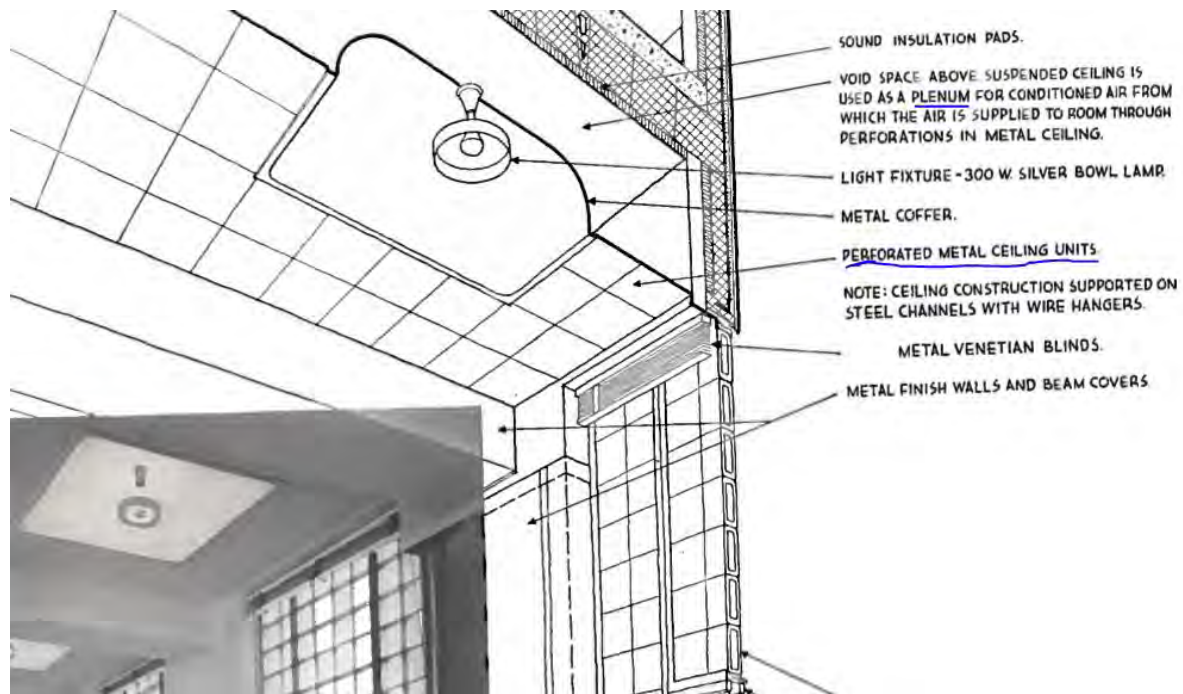 SOUND INSULATION PADS.
VOID SPACE ABOVE SUSPENDED CEILING IS
USED AS A PLENUM FOR CONDITIONED AIR FROM
WHICH THE AIR IS SUPPLIED TO ROOM THROUGH
PERFORATIONS IN METAL CEILING.
LIGHT FIXTURE - 300 W. SILVER BOWL LAMP.
METAL COFFER.
PERFORATED METAL CEILING UNITS.
NOTE: CEILING CONSTRUCTION SUPPORTED ON
STEEL CHANNELS WITH WIRE HANGERS.
METAL VENETIAN BLINDS.
METAL FINISH WALLS AND BEAM COVERS.